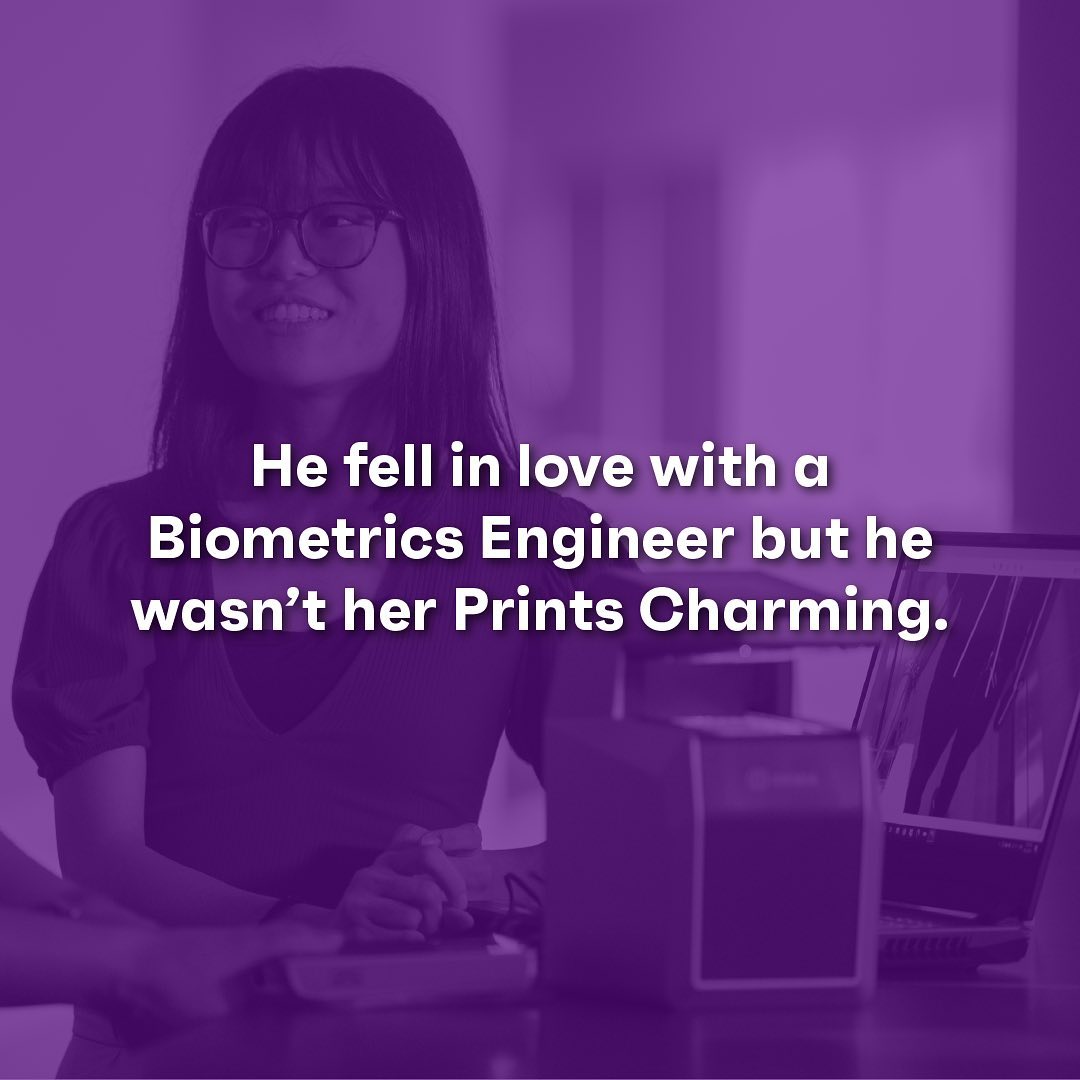 He fell in love with a
Biometrics Engineer but he
wasn’t her Prints Charming.